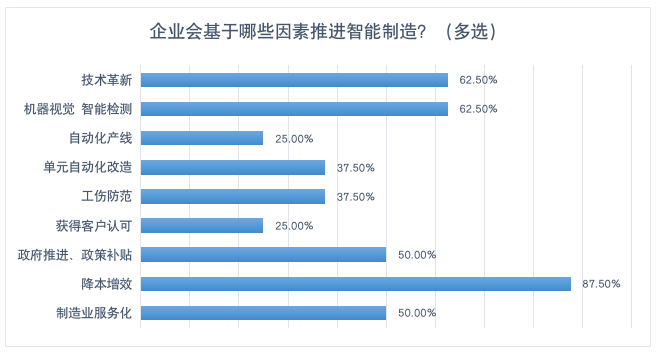 企业会基于哪些因素推进智能制造？（多选）
技术革新 62.50%
机器视觉 智能检测 62.50%
自动化产线 25.00%
单元自动化改造 37.50%
工伤防范 37.50%
获得客户认可 25.00%
政府推进、政策补贴 50.00%
降本增效 87.50%
制造业服务化 50.00%